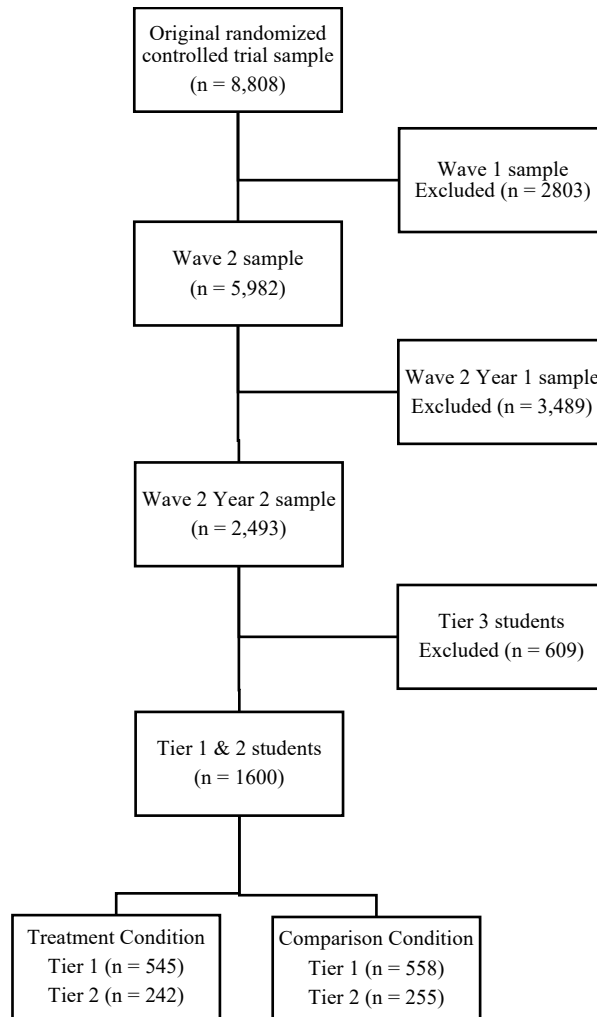 Original randomized
controlled trial sample
(n = 8,808)
Wave 1 sample
Excluded (n = 2803)
Wave 2 sample
(n = 5,982)
Wave 2 Year 1 sample
Excluded (n = 3,489)
Wave 2 Year 2 sample
(n = 2,493)
Tier 3 students
Excluded (n = 609)
Tier 1 & 2 students
(n = 1600)
Treatment Condition
Tier 1 (n = 545)
Tier 2 (n = 242)
Comparison Condition
Tier 1 (n = 558)
Tier 2 (n = 255)